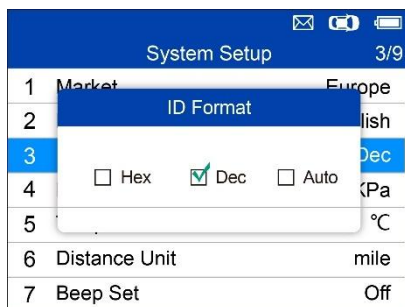 System Setup 3/9
1 Market Europe
ID Format
2 lish
3 Dec
Hex Dec Auto
4 KPa
5 °C
6 Distance Unit mile
7 Beep Set Off